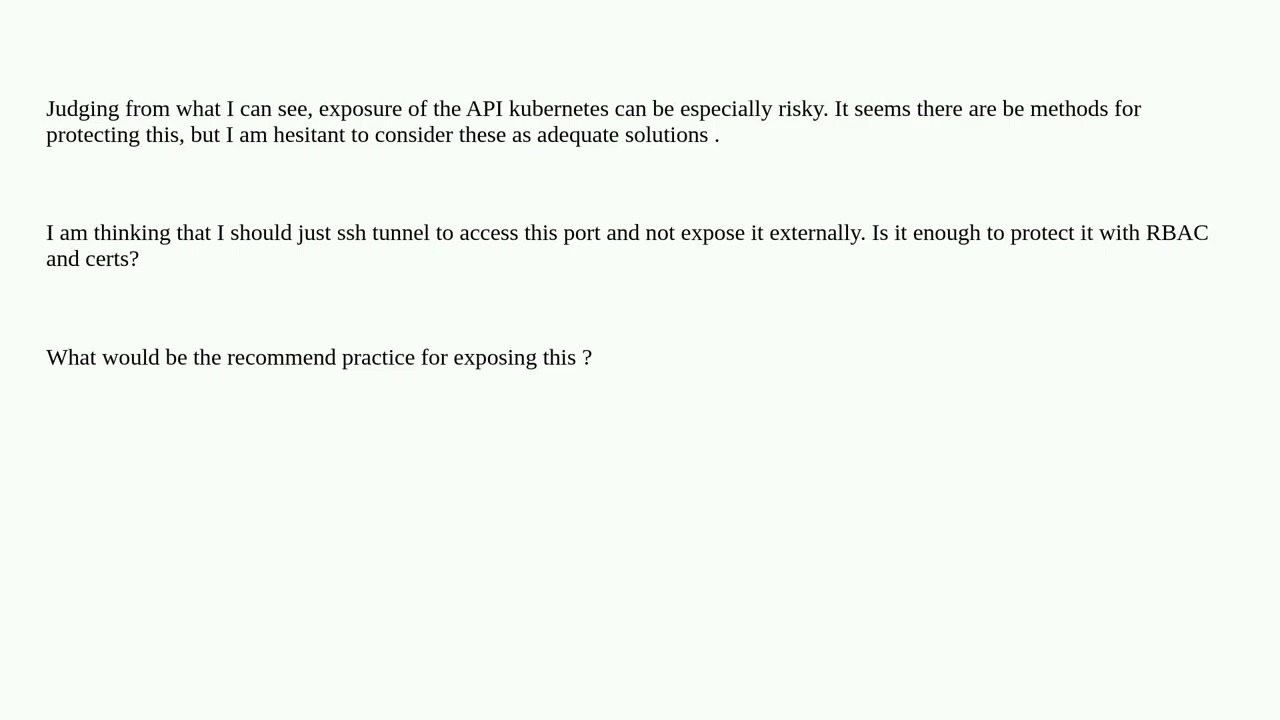 Judging from what I can see, exposure of the API kubernetes can be especially risky. It seems there are be methods for
protecting this, but I am hesitant to consider these as adequate solutions .
I am thinking that I should just ssh tunnel to access this port and not expose it externally. Is it enough to protect it with RBAC
and certs?
What would be the recommend practice for exposing this ?